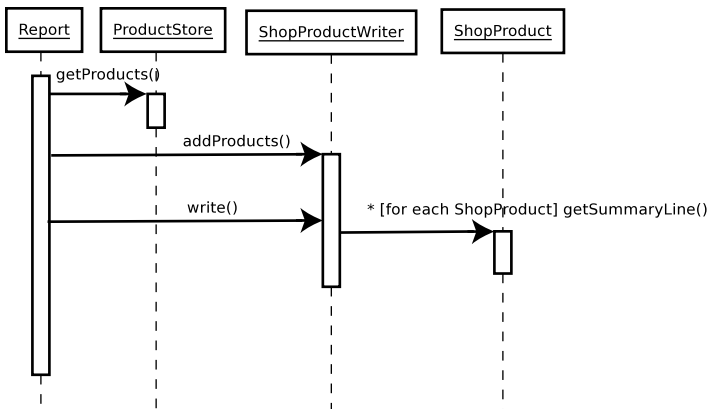 Report
ProductStore
ShopProductWriter
ShopProduct
getProducts()
addProducts()
write()
* [for each ShopProduct] getSummaryLine()